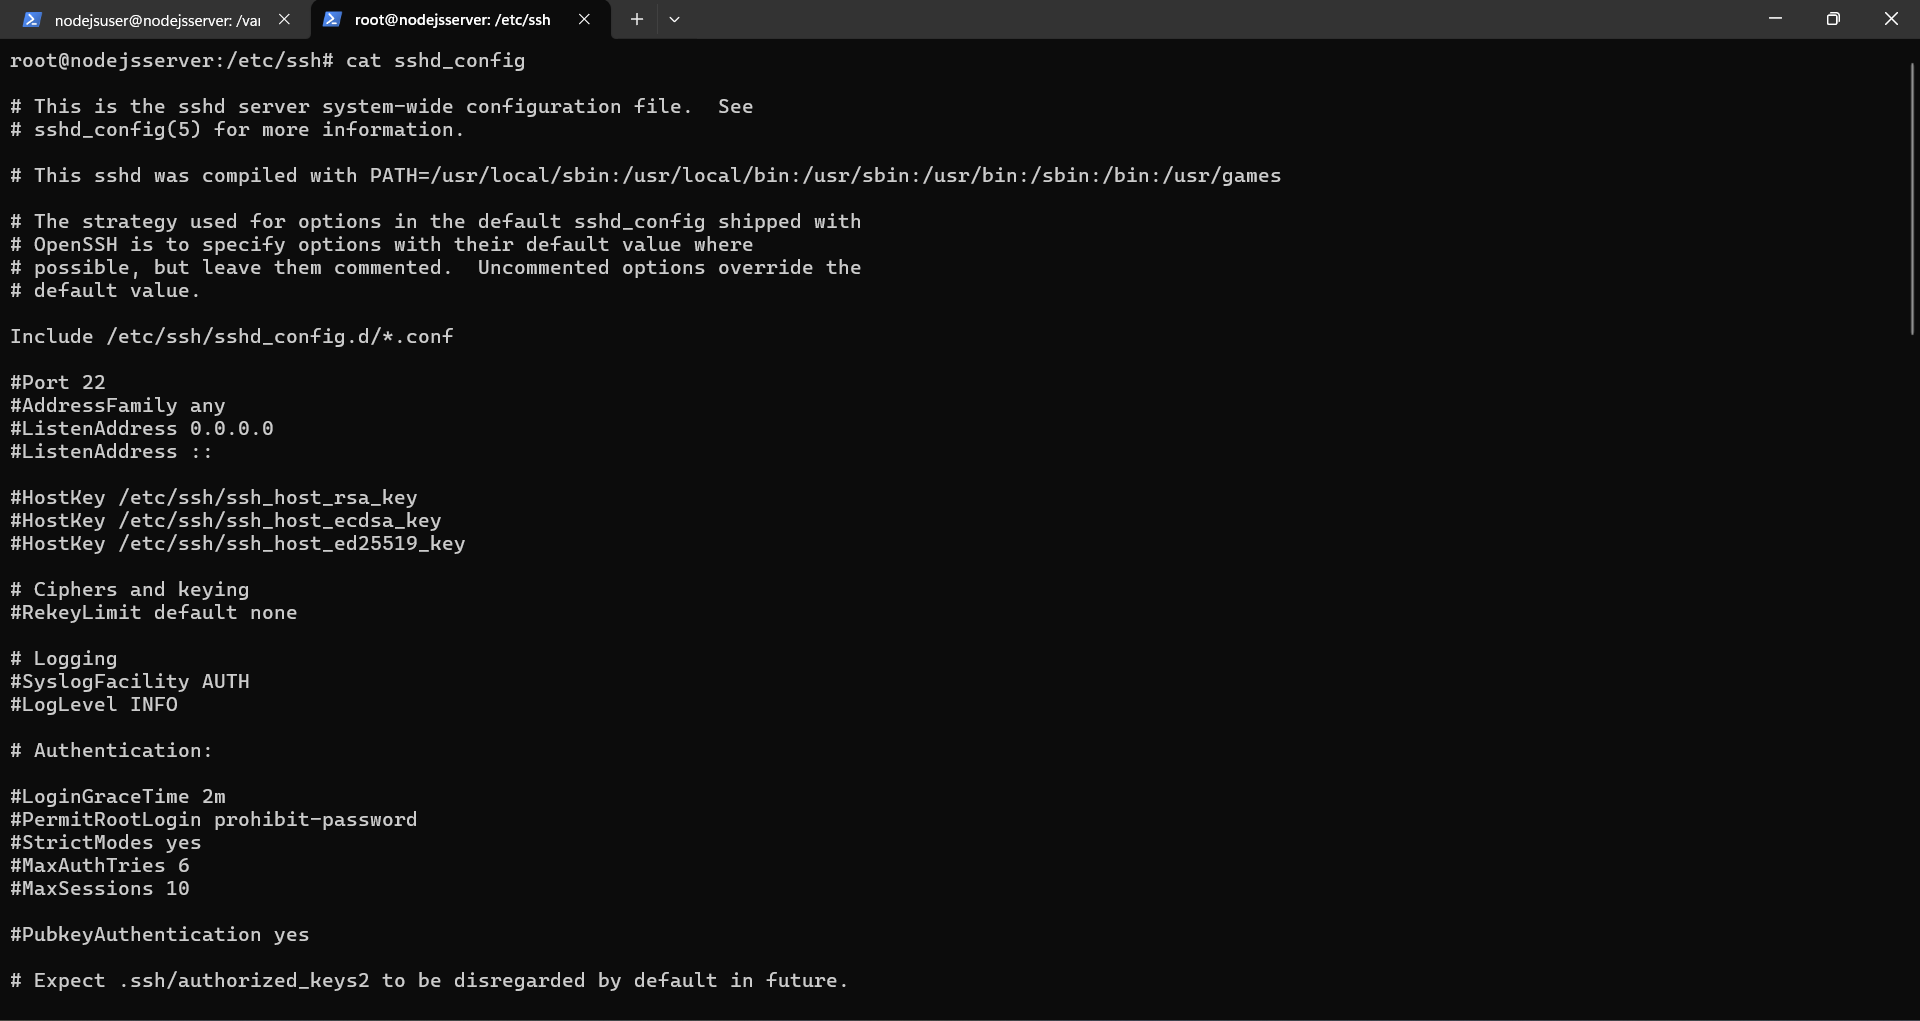 nodejsuser@nodejsserver: /var
root@nodejsserver: /etc/ssh
root@nodejsserver:/etc/ssh# cat sshd_config
# This is the sshd server system-wide configuration file.  See
# sshd_config(5) for more information.
# This sshd was compiled with PATH=/usr/local/sbin:/usr/local/bin:/usr/sbin:/usr/bin:/sbin:/bin:/usr/games
# The strategy used for options in the default sshd_config shipped with
# OpenSSH is to specify options with their default value where
# possible, but leave them commented.  Uncommented options override the
# default value.
Include /etc/ssh/sshd_config.d/*.conf
#Port 22
#AddressFamily any
#ListenAddress 0.0.0.0
#ListenAddress ::
#HostKey /etc/ssh/ssh_host_rsa_key
#HostKey /etc/ssh/ssh_host_ecdsa_key
#HostKey /etc/ssh/ssh_host_ed25519_key
# Ciphers and keying
#RekeyLimit default none
# Logging
#SyslogFacility AUTH
#LogLevel INFO
# Authentication:
#LoginGraceTime 2m
#PermitRootLogin prohibit-password
#StrictModes yes
#MaxAuthTries 6
#MaxSessions 10
#PubkeyAuthentication yes
# Expect .ssh/authorized_keys2 to be disregarded by default in future.